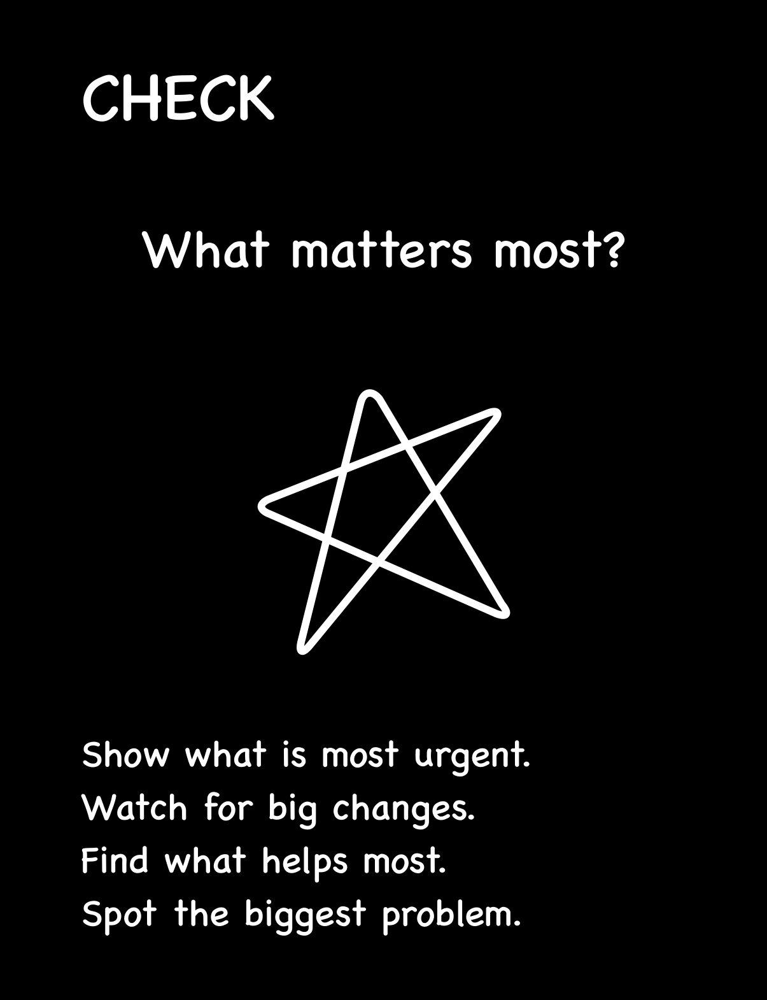 CHECK
What matters most?
Show what is most urgent.
Watch for big changes.
Find what helps most.
Spot the biggest problem.